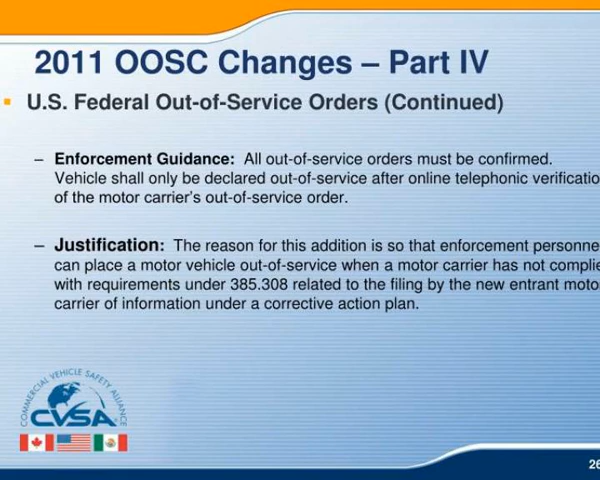 2011 OOSC Changes – Part IV
▪ U.S. Federal Out-of-Service Orders (Continued)
– Enforcement Guidance: All out-of-service orders must be confirmed.
Vehicle shall only be declared out-of-service after online telephonic verificatio
of the motor carrier's out-of-service order.
– Justification: The reason for this addition is so that enforcement personne
can place a motor vehicle out-of-service when a motor carrier has not complie
with requirements under 385.308 related to the filing by the new entrant moto
carrier of information under a corrective action plan.
COMMERCIAL VEHICLE SAFETY ALLIANCE
CVSA
26